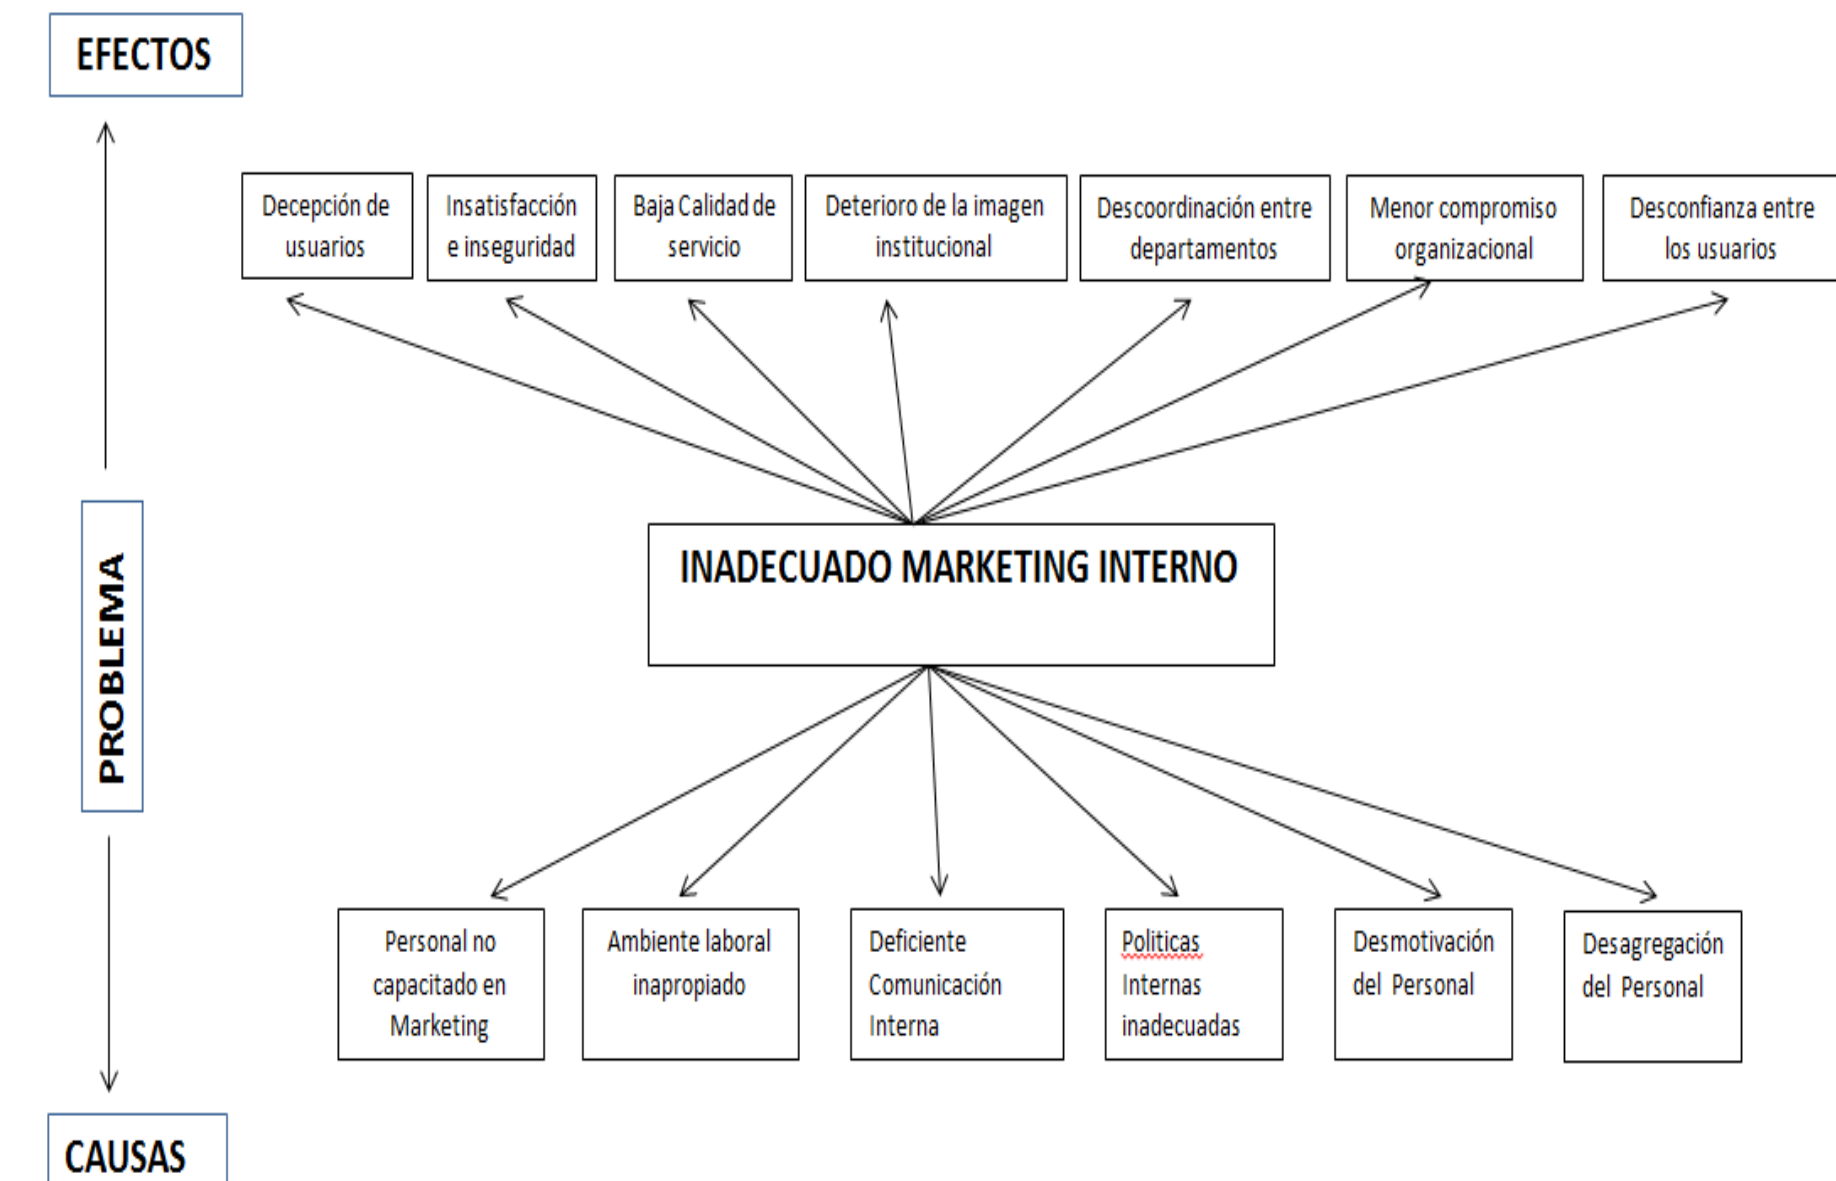 EFECTOS
Decepción de
usuarios
Insatisfacción
e inseguridad
Baja Calidad de
servicio
Deterioro de la imagen
institucional
Descoordinación entre
departamentos
Menor compromiso
organizacional
Desconfianza entre
los usuarios
PROBLEMA
INADECUADO MARKETING INTERNO
Personal no
capacitado en
Marketing
Ambiente laboral
inapropiado
Deficiente
Comunicación
Interna
Politicas
Internas
inadecuadas
Desmotivación
del Personal
Desagregación
del Personal
CAUSAS